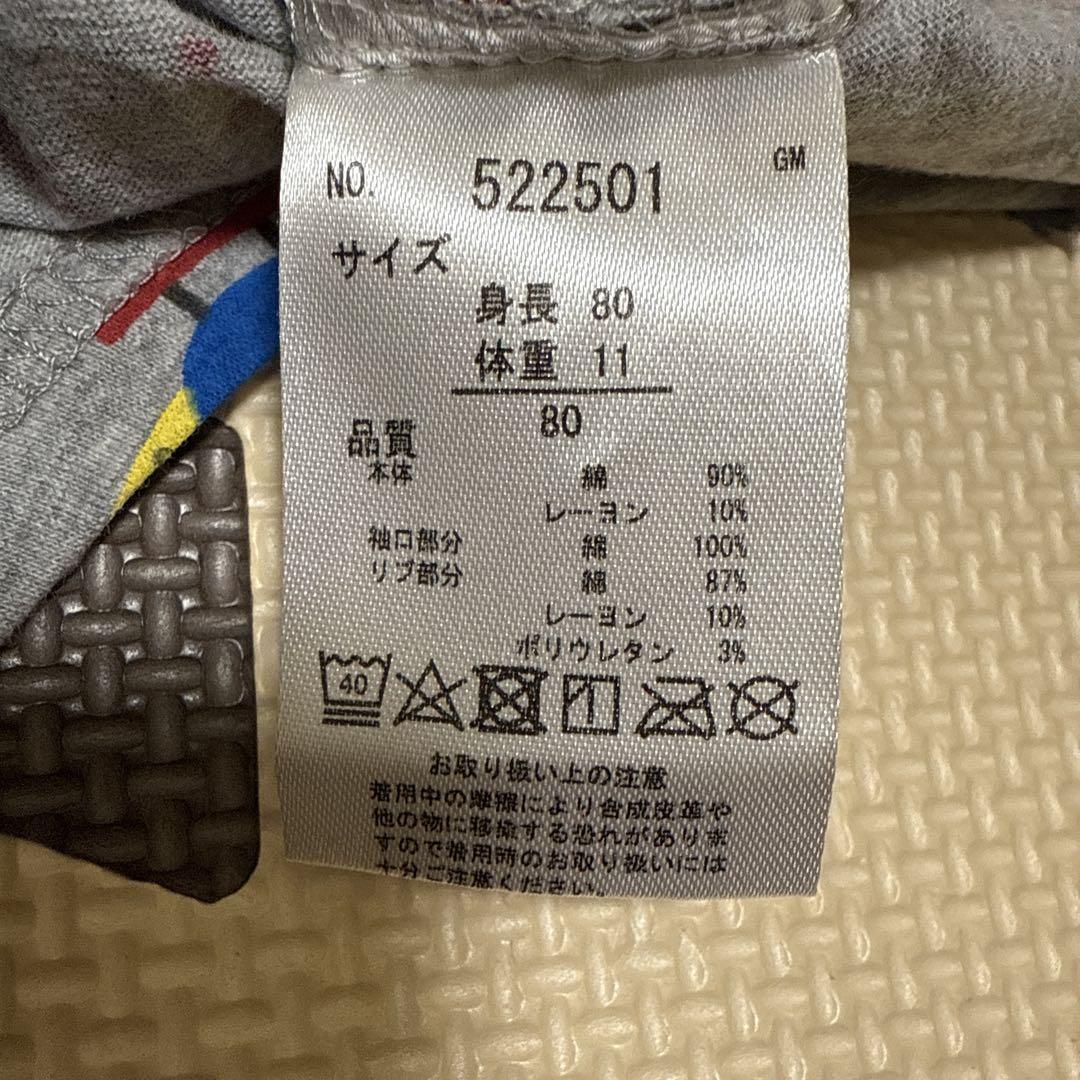 NO. 522501 GM
サイズ
身長 80
体重 11
80
品質
本体 綿 90%
レーヨン 10%
袖口部分 綿 100%
リブ部分 綿 87%
レーヨン 10%
ポリウレタン 3%
40
お取り扱い上の注意
着用中の摩擦により合成皮革や
他の物に移染する恐れがありま
すので着用時のお取り扱いには
十分ご注意ください。